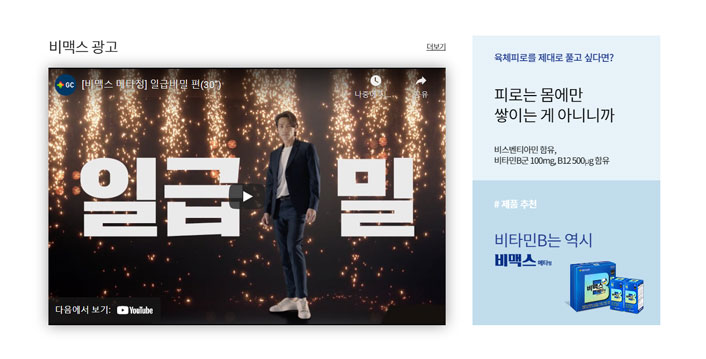 비맥스 광고
더보기
GC
[비맥스 메타정] 일급비밀 편(30")
나중에
공유
일급 밀
다음에서 보기: YouTube
육체피로를 제대로 풀고 싶다면?
피로는 몸에만
쌓이는 게 아니니까
비스벤티아민 함유,
비타민B군 100mg, B12 500μg 함유
# 제품 추천
비타민B는 역시
비맥스 메타정
비맥스